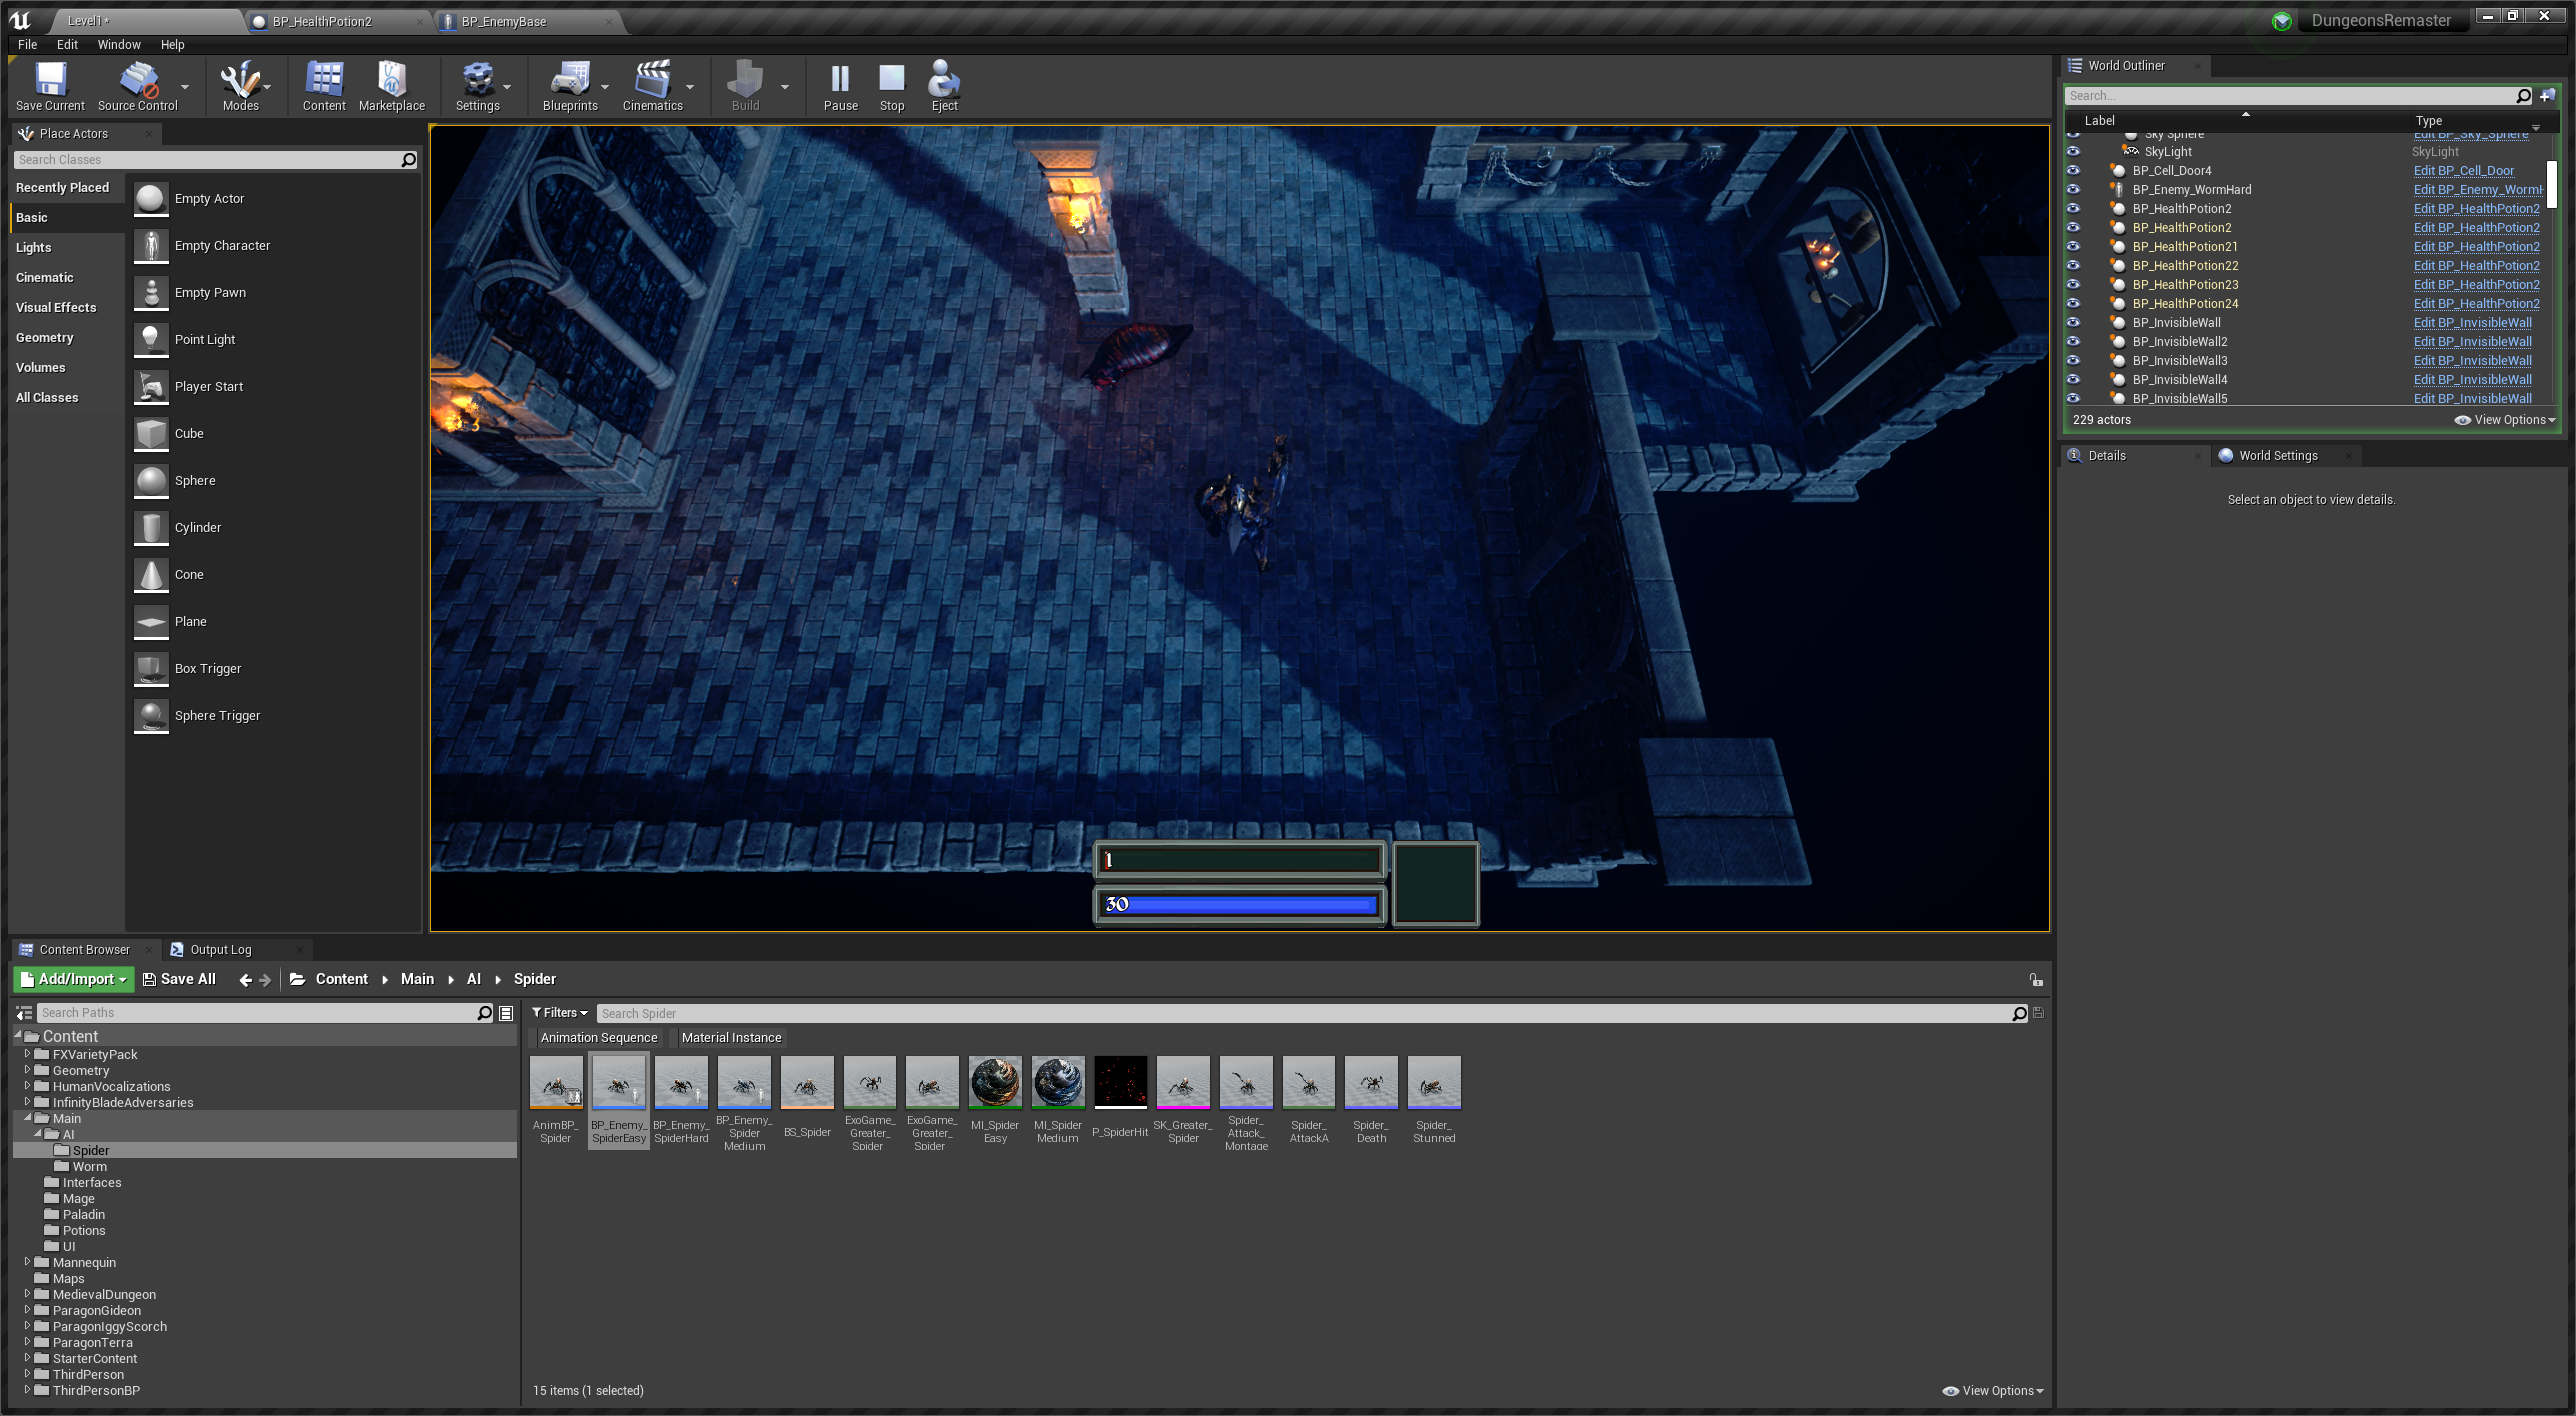 Level1*
BP_HealthPotion2
BP_EnemyBase
DungeonsRemaster
File Edit Window Help
Save Current
Source Control
Modes
Content
Marketplace
Settings
Blueprints
Cinematics
Build
Pause
Stop
Eject
Place Actors
Search Classes
Recently Placed
Basic
Lights
Cinematic
Visual Effects
Geometry
Volumes
All Classes
Empty Actor
Empty Character
Empty Pawn
Point Light
Player Start
Cube
Sphere
Cylinder
Cone
Plane
Box Trigger
Sphere Trigger
1
30
World Outliner
Search...
Label Type
Sky Sphere Edit BP_Sky_Sphere
SkyLight SkyLight
BP_Cell_Door4 Edit BP_Cell_Door
BP_Enemy_WormHard Edit BP_Enemy_WormH
BP_HealthPotion2 Edit BP_HealthPotion2
BP_HealthPotion2 Edit BP_HealthPotion2
BP_HealthPotion21 Edit BP_HealthPotion2
BP_HealthPotion22 Edit BP_HealthPotion2
BP_HealthPotion23 Edit BP_HealthPotion2
BP_HealthPotion24 Edit BP_HealthPotion2
BP_InvisibleWall Edit BP_InvisibleWall
BP_InvisibleWall2 Edit BP_InvisibleWall
BP_InvisibleWall3 Edit BP_InvisibleWall
BP_InvisibleWall4 Edit BP_InvisibleWall
BP_InvisibleWall5 Edit BP_InvisibleWall
229 actors
View Options
Details
World Settings
Select an object to view details.
Content Browser
Output Log
Add/Import
Save All
Content Main AI Spider
Search Paths
Content
FXVarietyPack
Geometry
HumanVocalizations
InfinityBladeAdversaries
Main
AI
Spider
Worm
Interfaces
Mage
Paladin
Potions
UI
Mannequin
Maps
MedievalDungeon
ParagonGideon
ParagonIggyScorch
ParagonTerra
StarterContent
ThirdPerson
ThirdPersonBP
Filters
Search Spider
Animation Sequence
Material Instance
AnimBP_
Spider
BP_Enemy_
SpiderEasy
BP_Enemy_
SpiderHard
BP_Enemy_
Spider
Medium
BS_Spider
ExoGame_
Greater_
Spider
ExoGame_
Greater_
Spider
MI_Spider
Easy
MI_Spider
Medium
P_SpiderHit
SK_Greater_
Spider
Spider_
Attack_
Montage
Spider_
AttackA
Spider_
Death
Spider_
Stunned
15 items (1 selected)
View Options